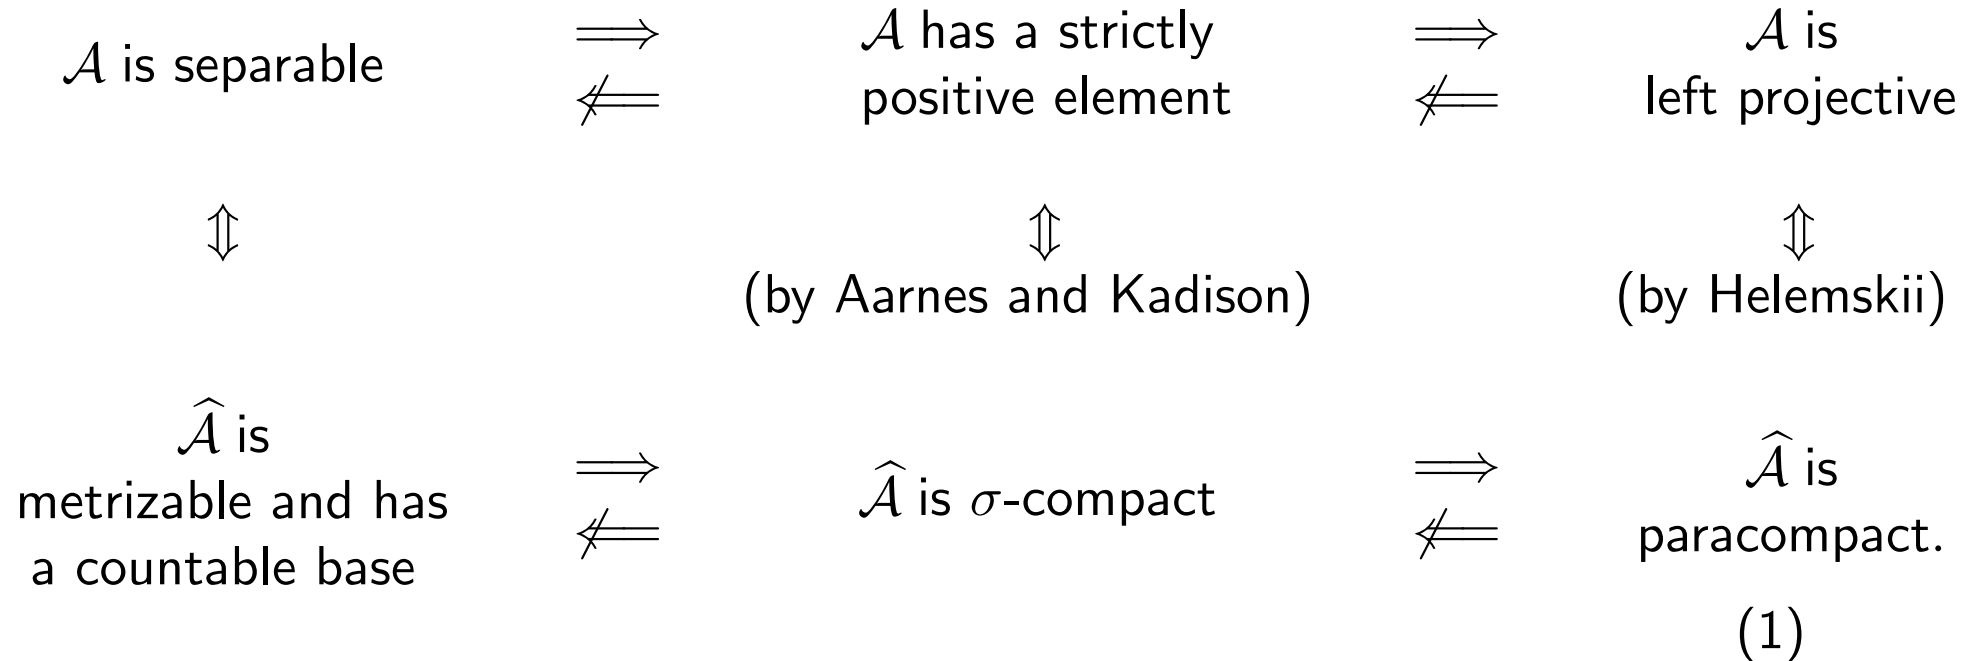 𝒜 is separable ⟹ 𝒜 has a strictly ⟹ 𝒜 is
⟸̸ positive element ⟸̸ left projective
⇕ ⇕ ⇕
(by Aarnes and Kadison) (by Helemskii)
𝒜̂ is
metrizable and has
a countable base
⟹
⟸̸
𝒜̂ is σ-compact
⟹
⟸̸
𝒜̂ is
paracompact.
(1)